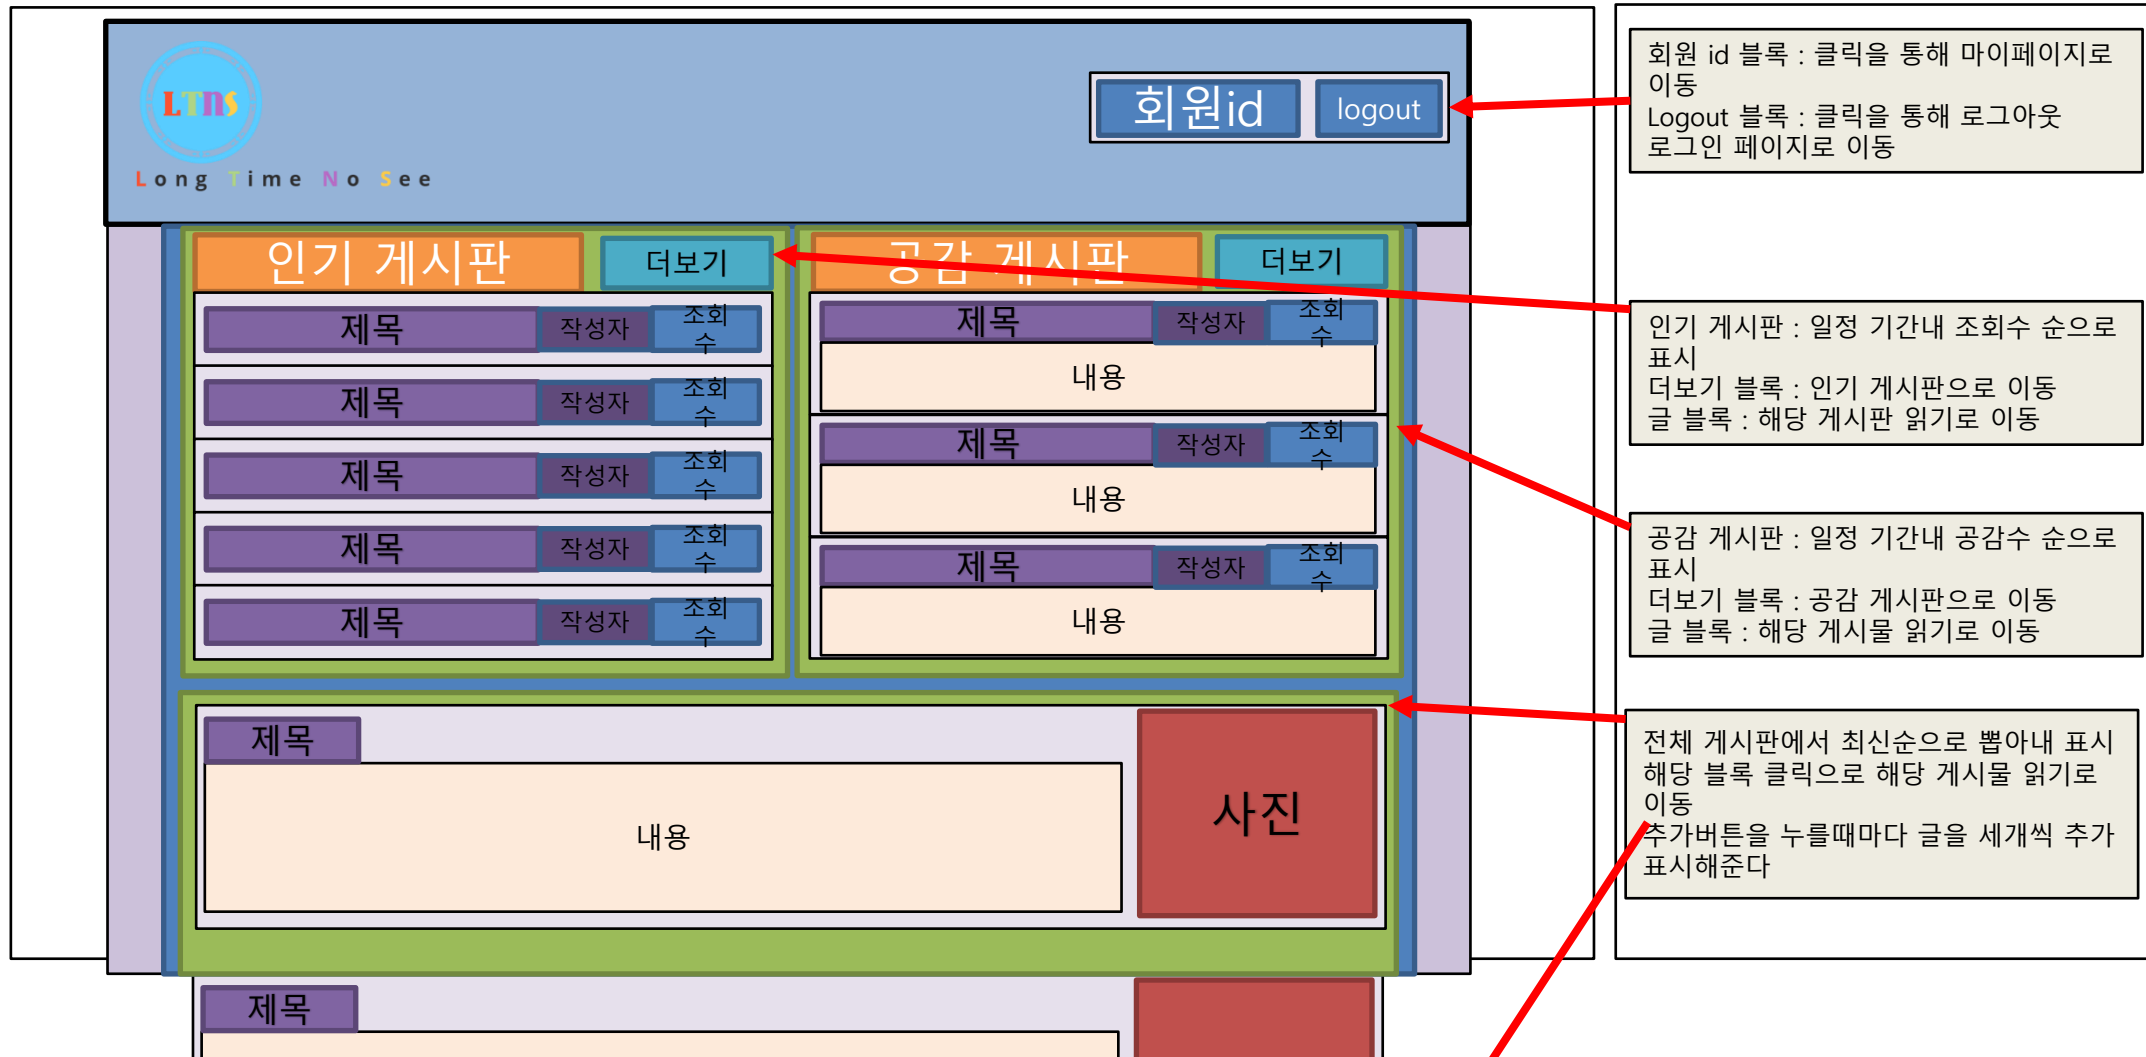 LTNS
Long Time No See
회원id
logout
인기 게시판
더보기
제목
작성자
조회
수
제목
작성자
조회
수
제목
작성자
조회
수
제목
작성자
조회
수
제목
작성자
조회
수
공감 게시판
더보기
제목
작성자
조회
수
내용
제목
작성자
조회
수
내용
제목
작성자
조회
수
내용
제목
내용
사진
제목
회원 id 블록 : 클릭을 통해 마이페이지로
이동
Logout 블록 : 클릭을 통해 로그아웃
로그인 페이지로 이동
인기 게시판 : 일정 기간내 조회수 순으로
표시
더보기 블록 : 인기 게시판으로 이동
글 블록 : 해당 게시판 읽기로 이동
공감 게시판 : 일정 기간내 공감수 순으로
표시
더보기 블록 : 공감 게시판으로 이동
글 블록 : 해당 게시물 읽기로 이동
전체 게시판에서 최신순으로 뽑아내 표시
해당 블록 클릭으로 해당 게시물 읽기로
이동
추가버튼을 누를때마다 글을 세개씩 추가
표시해준다